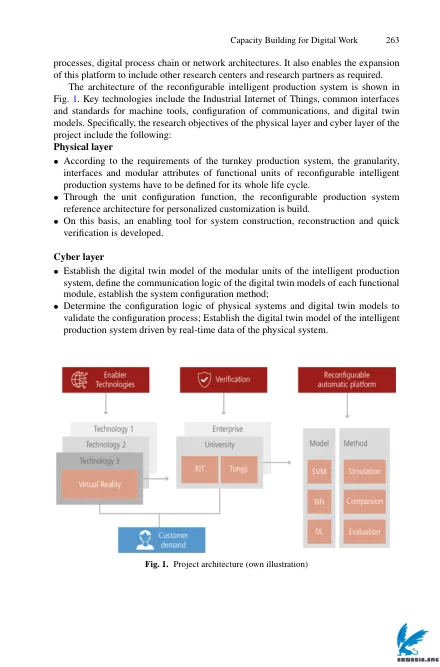 Capacity Building for Digital Work 263
processes, digital process chain or network architectures. It also enables the expansion
of this platform to include other research centers and research partners as required.
The architecture of the reconfigurable intelligent production system is shown in
Fig. 1. Key technologies include the Industrial Internet of Things, common interfaces
and standards for machine tools, configuration of communications, and digital twin
models. Specifically, the research objectives of the physical layer and cyber layer of the
project include the following:
Physical layer
• According to the requirements of the turnkey production system, the granularity,
interfaces and modular attributes of functional units of reconfigurable intelligent
production systems have to be defined for its whole life cycle.
• Through the unit configuration function, the reconfigurable production system
reference architecture for personalized customization is build.
• On this basis, an enabling tool for system construction, reconstruction and quick
verification is developed.
Cyber layer
• Establish the digital twin model of the modular units of the intelligent production
system, define the communication logic of the digital twin models of each functional
module, establish the system configuration method;
• Determine the configuration logic of physical systems and digital twin models to
validate the configuration process; Establish the digital twin model of the intelligent
production system driven by real-time data of the physical system.
Enabler
Technologies
Verification
Reconfigurable
automatic platform
Technology 1
Technology 2
Technology 3
Virtual Reality
Enterprise
University
KIT Tongji
Model Method
SVM Simulation
NN Comparsion
DL Evaluation
Customer
demand
Fig. 1. Project architecture (own illustration)